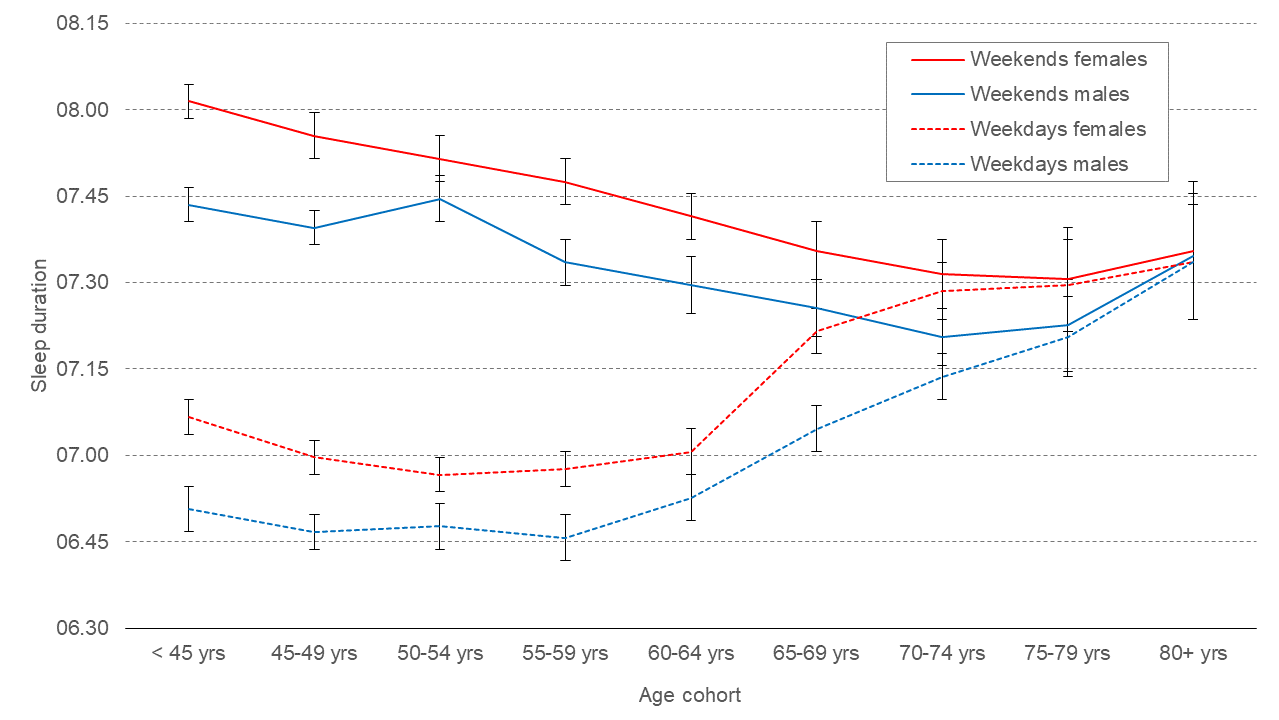 08.15
08.00
07.45
07.30
07.15
07.00
06.45
06.30
Sleep duration
Weekends females
Weekends males
Weekdays females
Weekdays males
< 45 yrs 45-49 yrs 50-54 yrs 55-59 yrs 60-64 yrs 65-69 yrs 70-74 yrs 75-79 yrs 80+ yrs
Age cohort